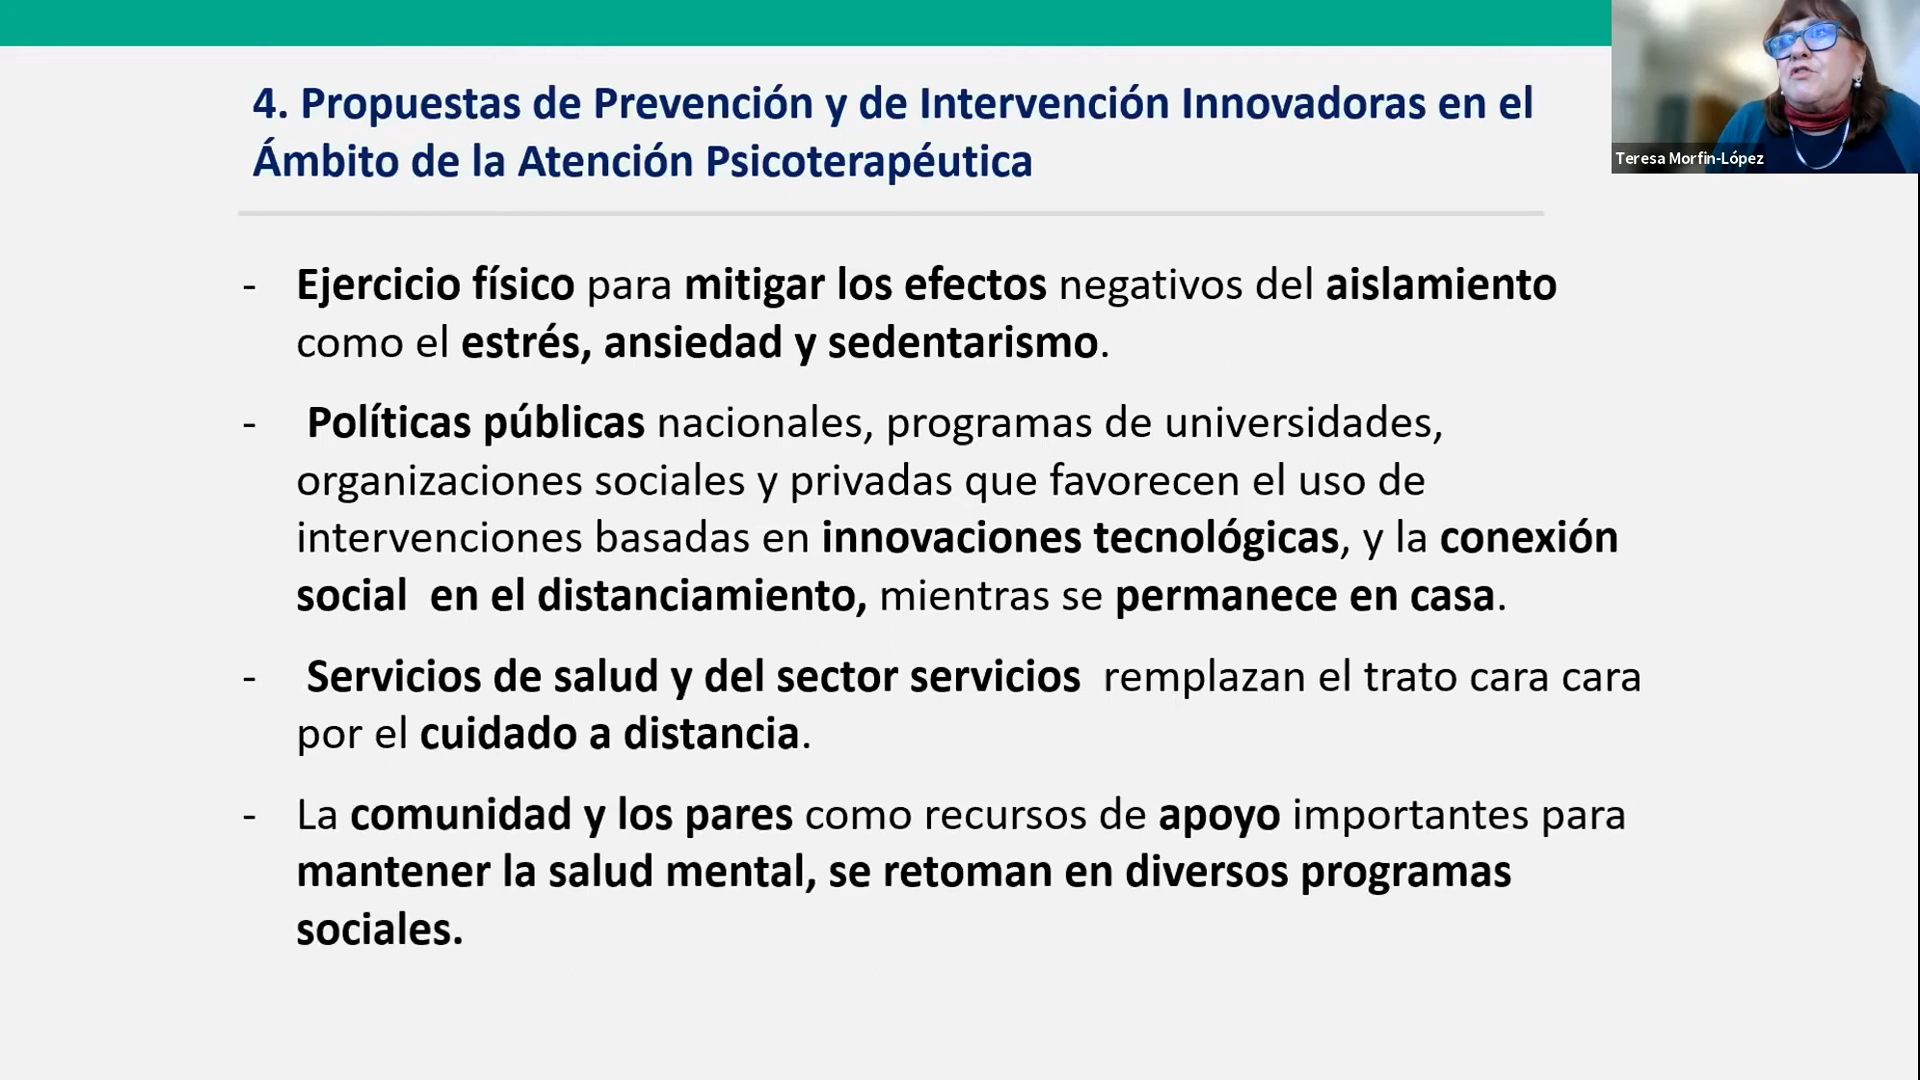 4. Propuestas de Prevención y de Intervención Innovadoras en el
Ámbito de la Atención Psicoterapéutica
Teresa Morfin-López
- Ejercicio físico para mitigar los efectos negativos del aislamiento
como el estrés, ansiedad y sedentarismo.
- Políticas públicas nacionales, programas de universidades,
organizaciones sociales y privadas que favorecen el uso de
intervenciones basadas en innovaciones tecnológicas, y la conexión
social en el distanciamiento, mientras se permanece en casa.
- Servicios de salud y del sector servicios remplazan el trato cara cara
por el cuidado a distancia.
- La comunidad y los pares como recursos de apoyo importantes para
mantener la salud mental, se retoman en diversos programas
sociales.